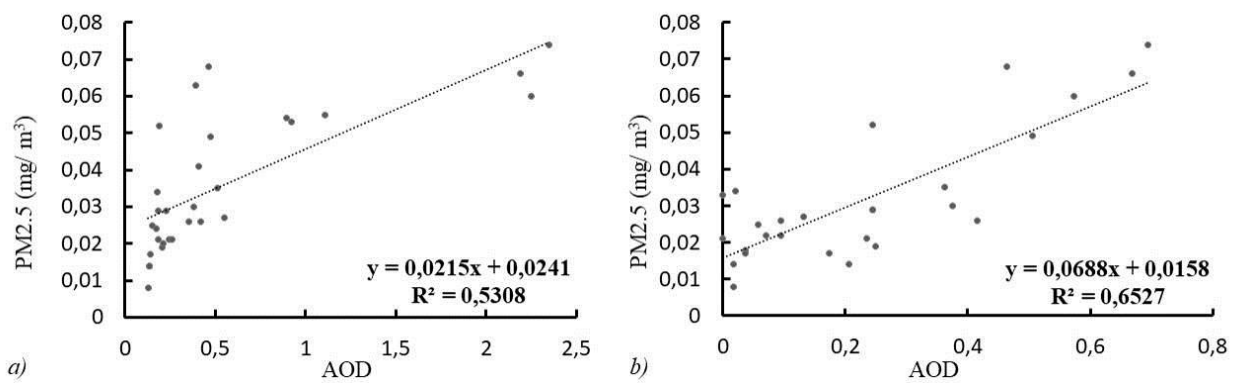 0,08
0,07
0,06
0,05
0,04
0,03
0,02
0,01
0
PM2.5 (mg/ m³)
y = 0,0215x + 0,0241
R² = 0,5308
0 0,5 1 1,5 2 2,5
a) AOD
0,08
0,07
0,06
0,05
0,04
0,03
0,02
0,01
0
PM2.5 (mg/ m³)
y = 0,0688x + 0,0158
R² = 0,6527
0 0,2 0,4 0,6 0,8
b) AOD